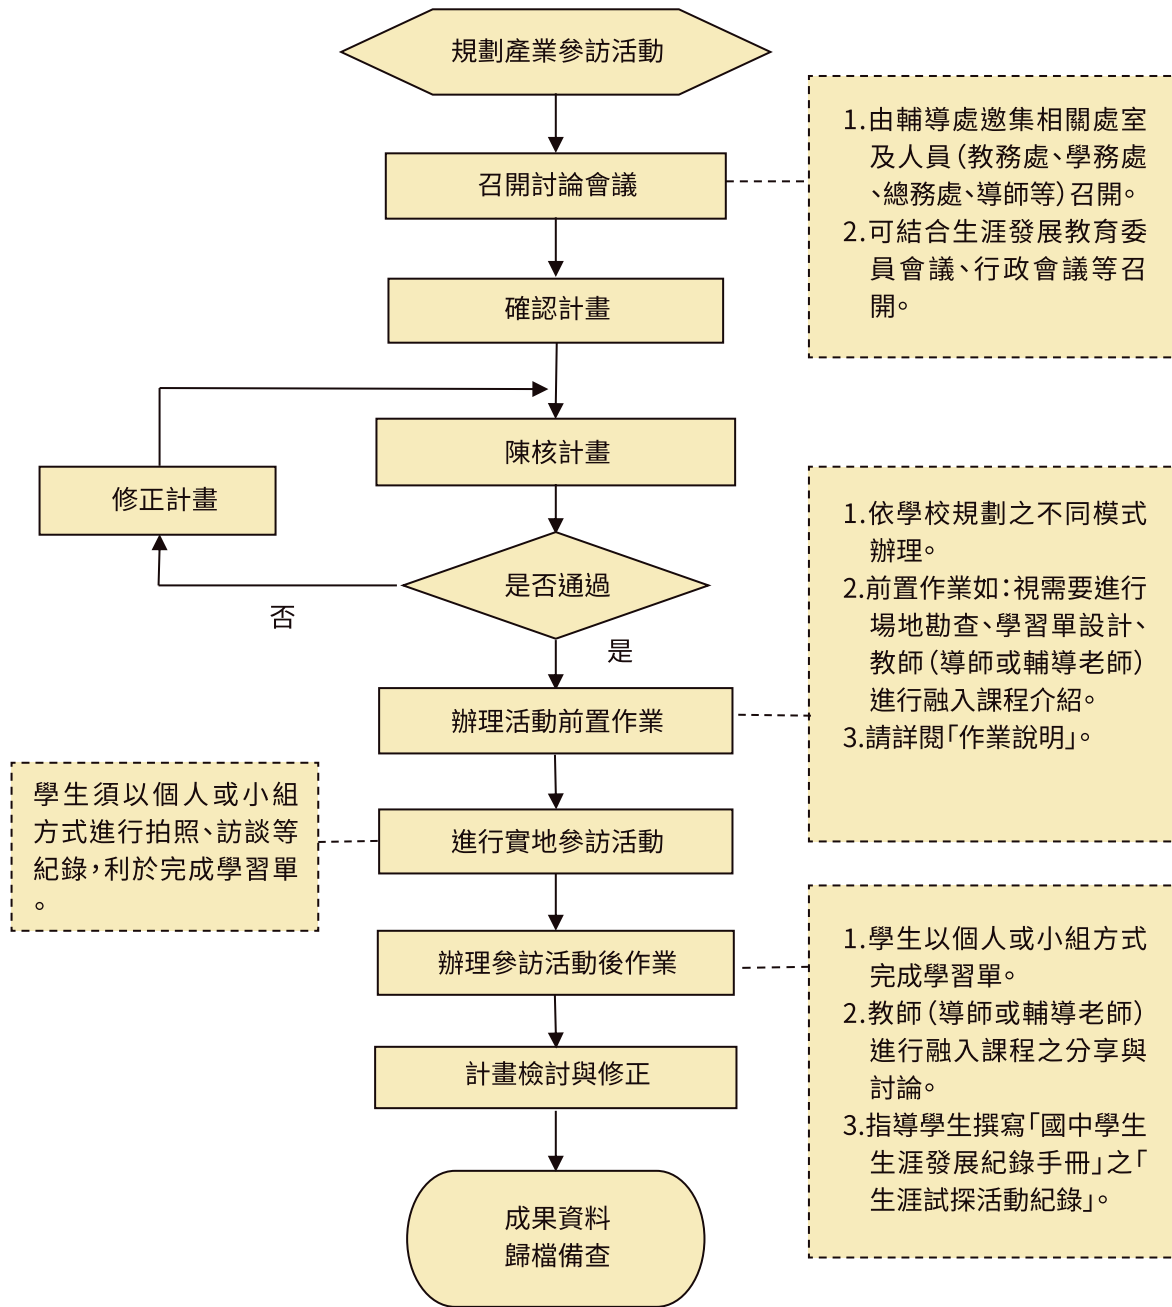 規劃產業參訪活動
召開討論會議
1.由輔導處邀集相關處室
及人員(教務處、學務處
、總務處、導師等)召開。
2.可結合生涯發展教育委
員會議、行政會議等召
開。
確認計畫
陳核計畫
修正計畫
是否通過
否
是
1.依學校規劃之不同模式
辦理。
2.前置作業如:視需要進行
場地勘查、學習單設計、
教師(導師或輔導老師)
進行融入課程介紹。
3.請詳閱「作業說明」。
辦理活動前置作業
學生須以個人或小組
方式進行拍照、訪談等
紀錄,利於完成學習單
。
進行實地參訪活動
辦理參訪活動後作業
1.學生以個人或小組方式
完成學習單。
2.教師(導師或輔導老師)
進行融入課程之分享與
討論。
3.指導學生撰寫「國中學生
生涯發展紀錄手冊」之「
生涯試探活動紀錄」。
計畫檢討與修正
成果資料
歸檔備查